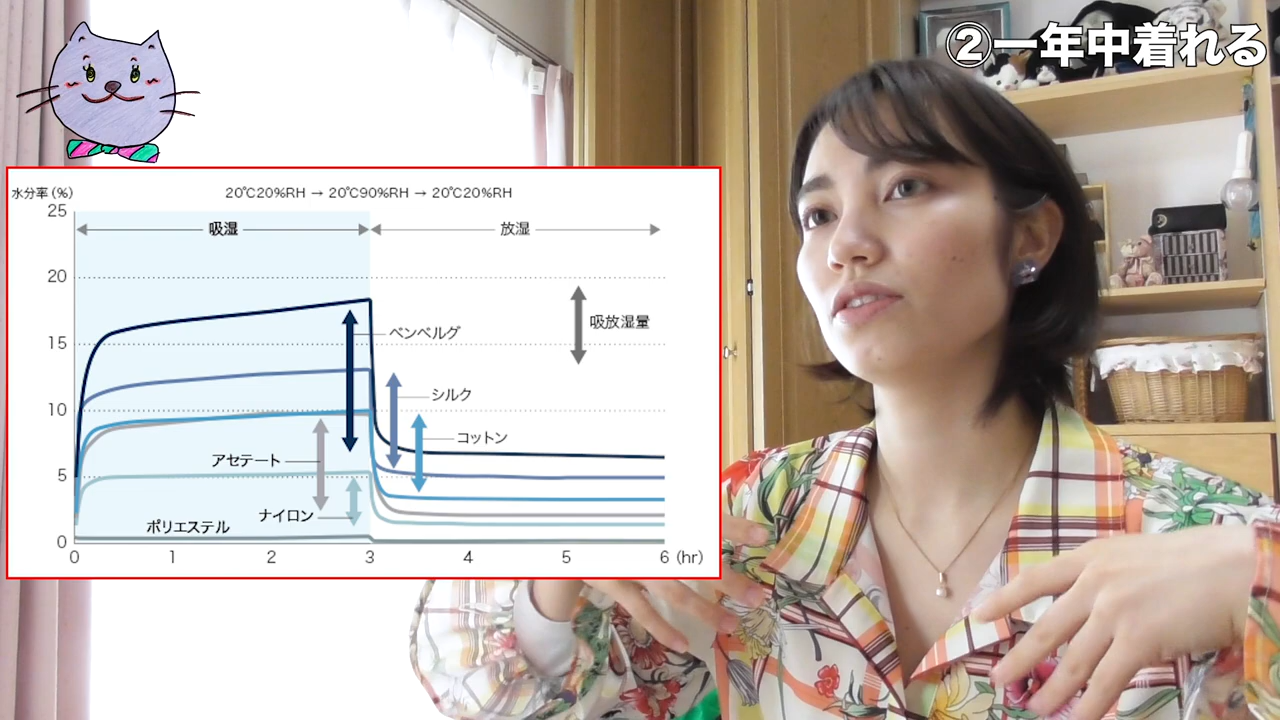 ②一年中着れる
水分率(%)
20℃20%RH → 20℃90%RH → 20℃20%RH
25
20
15
10
5
0
吸湿
放湿
吸放湿量
ベンベルグ
シルク
コットン
アセテート
ナイロン
ポリエステル
0 1 2 3 4 5 6 (hr)